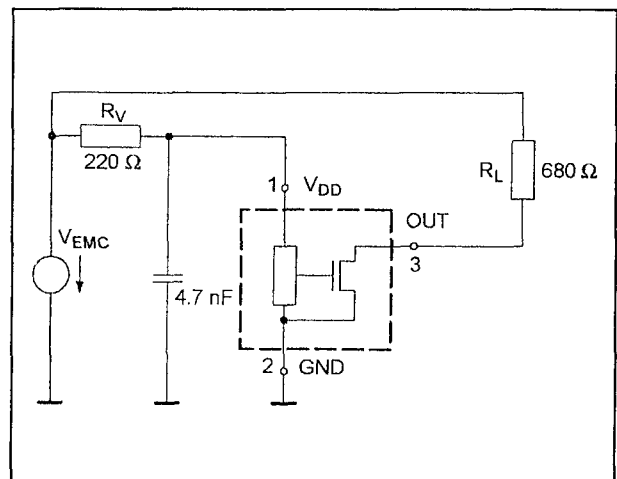 R_V
220 Ω
1 V_DD
R_L 680 Ω
OUT
3
V_EMC
4.7 nF
2 GND